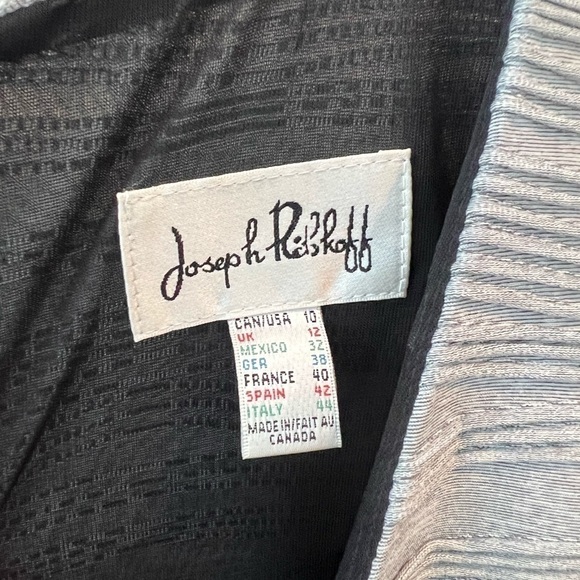 Joseph Ribkoff
CAN/USA 10
UK 12
MEXICO 32
GER 38
FRANCE 40
SPAIN 42
ITALY 44
MADE IN/FAIT AU
CANADA